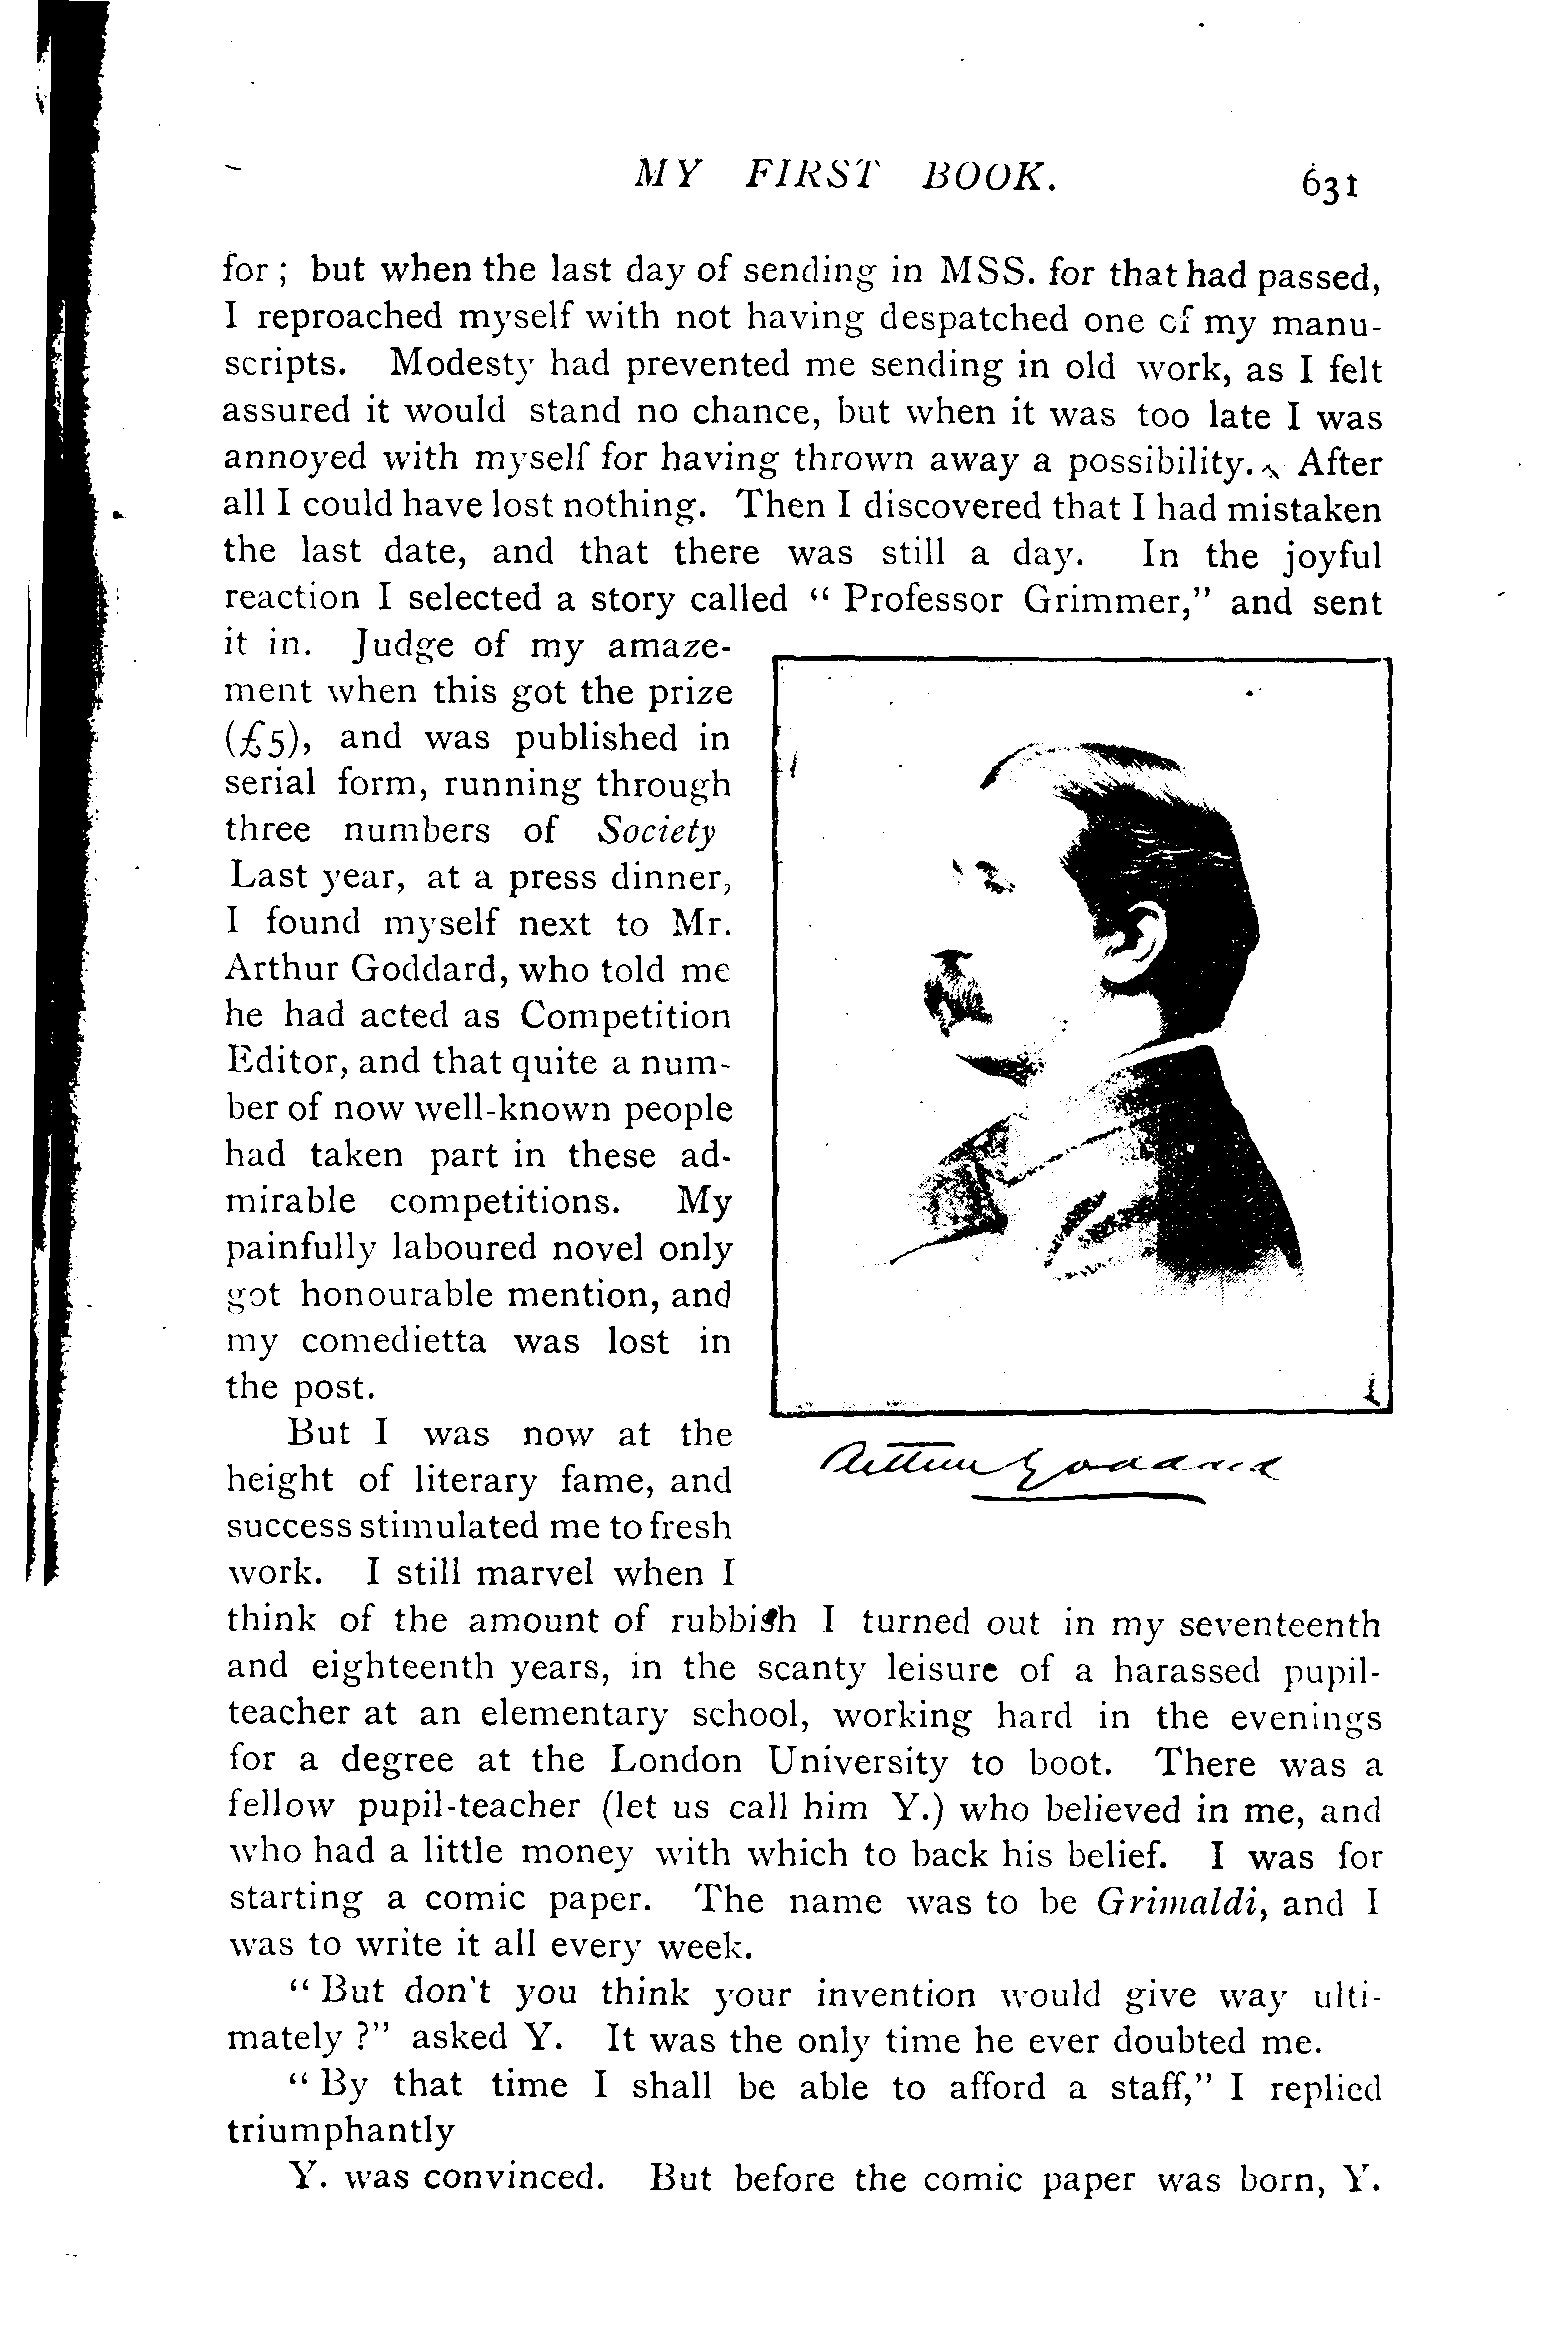 MY FIRST BOOK. 631
for ; but when the last day of sending in MSS. for that had passed,
I reproached myself with not having despatched one of my manu-
scripts. Modesty had prevented me sending in old work, as I felt
assured it would stand no chance, but when it was too late I was
annoyed with myself for having thrown away a possibility. After
all I could have lost nothing. Then I discovered that I had mistaken
the last date, and that there was still a day. In the joyful
reaction I selected a story called “ Professor Grimmer,” and sent
it in. Judge of my amaze-
ment when this got the prize
(£5), and was published in
serial form, running through
three numbers of Society
Last year, at a press dinner,
I found myself next to Mr.
Arthur Goddard, who told me
he had acted as Competition
Editor, and that quite a num-
ber of now well-known people
had taken part in these ad-
mirable competitions. My
painfully laboured novel only
got honourable mention, and
my comedietta was lost in
the post.
But I was now at the
height of literary fame, and
success stimulated me to fresh
work. I still marvel when I
Arthur Goddard
think of the amount of rubbish I turned out in my seventeenth
and eighteenth years, in the scanty leisure of a harassed pupil-
teacher at an elementary school, working hard in the evenings
for a degree at the London University to boot. There was a
fellow pupil-teacher (let us call him Y.) who believed in me, and
who had a little money with which to back his belief. I was for
starting a comic paper. The name was to be Grimaldi, and I
was to write it all every week.
“ But don't you think your invention would give way ulti-
mately ?” asked Y. It was the only time he ever doubted me.
“ By that time I shall be able to afford a staff,” I replied
triumphantly
Y. was convinced. But before the comic paper was born, Y.